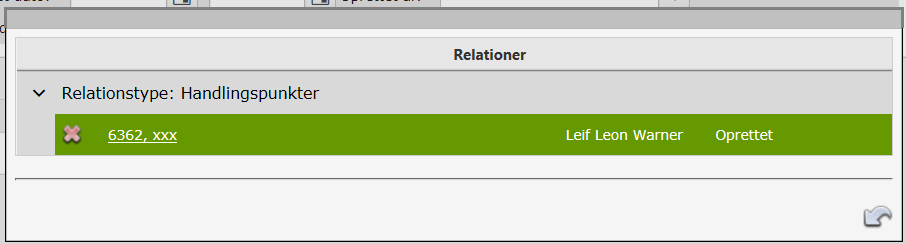 Relationer
Relationstype: Handlingspunkter
6362, xxx Leif Leon Warner Oprettet